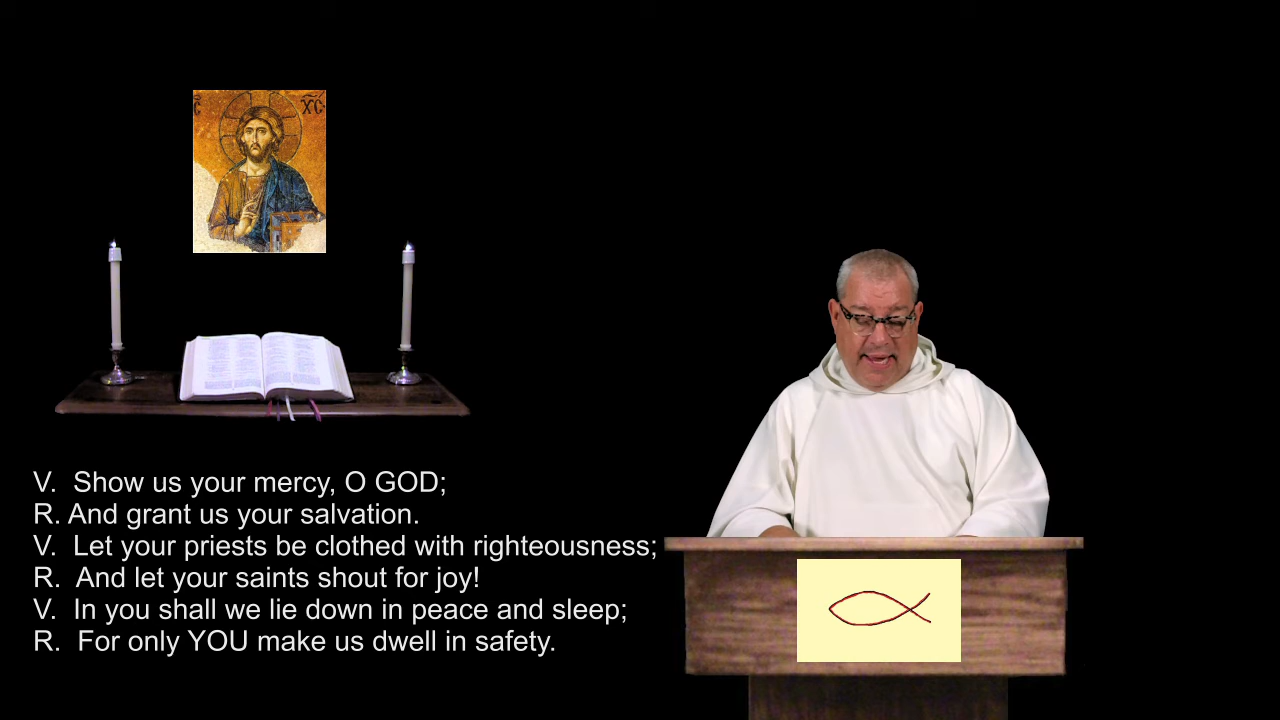 XC
V. Show us your mercy, O GOD;
R. And grant us your salvation.
V. Let your priests be clothed with righteousness;
R. And let your saints shout for joy!
V. In you shall we lie down in peace and sleep;
R. For only YOU make us dwell in safety.